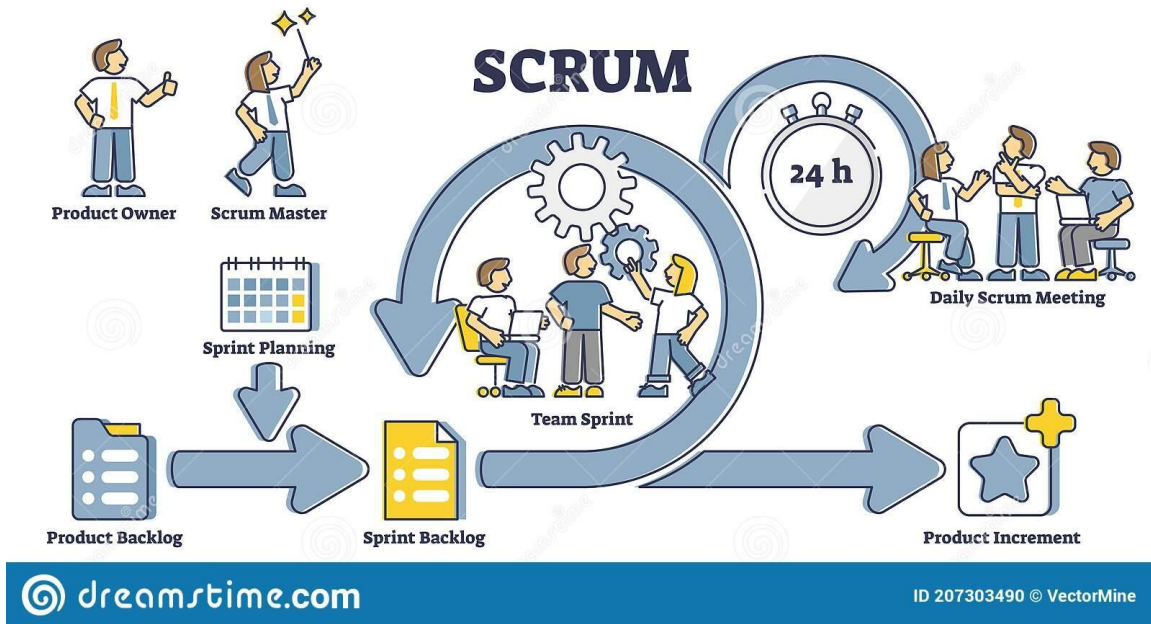 SCRUM
24 h
Product Owner
Scrum Master
Daily Scrum Meeting
Sprint Planning
Team Sprint
Product Backlog
Sprint Backlog
Product Increment
dreamstime.com
ID 207303490 © VectorMine